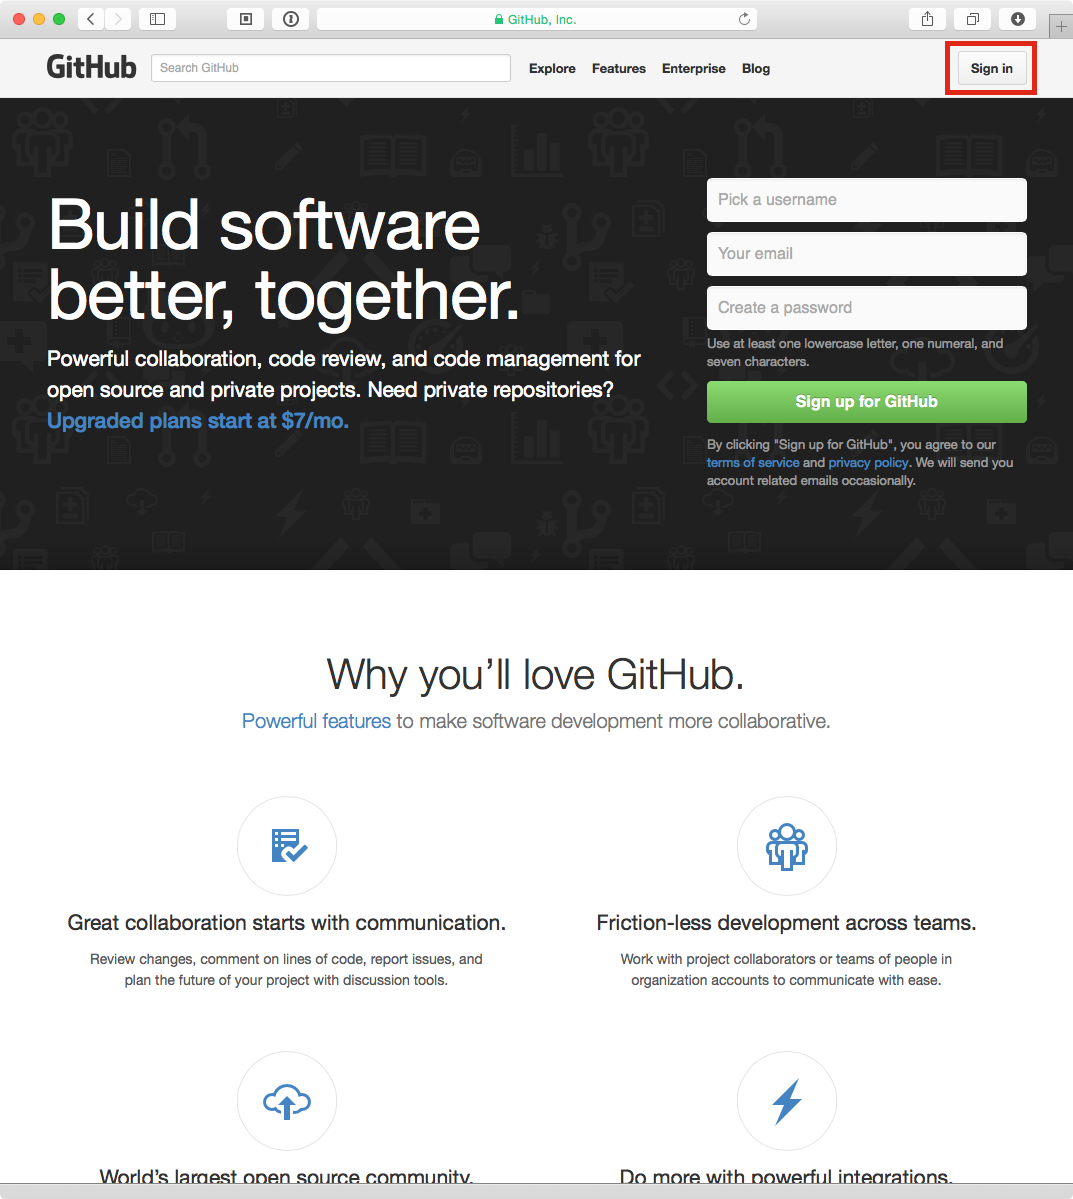 GitHub, Inc.
GitHub
Search GitHub
Explore
Features
Enterprise
Blog
Sign in
Build software
better, together.
Powerful collaboration, code review, and code management for
open source and private projects. Need private repositories?
Upgraded plans start at $7/mo.
Pick a username
Your email
Create a password
Use at least one lowercase letter, one numeral, and
seven characters.
Sign up for GitHub
By clicking "Sign up for GitHub", you agree to our
terms of service and privacy policy. We will send you
account related emails occasionally.
Why you’ll love GitHub.
Powerful features to make software development more collaborative.
Great collaboration starts with communication.
Review changes, comment on lines of code, report issues, and
plan the future of your project with discussion tools.
Friction-less development across teams.
Work with project collaborators or teams of people in
organization accounts to communicate with ease.
World’s largest open source community.
Do more with powerful integrations.